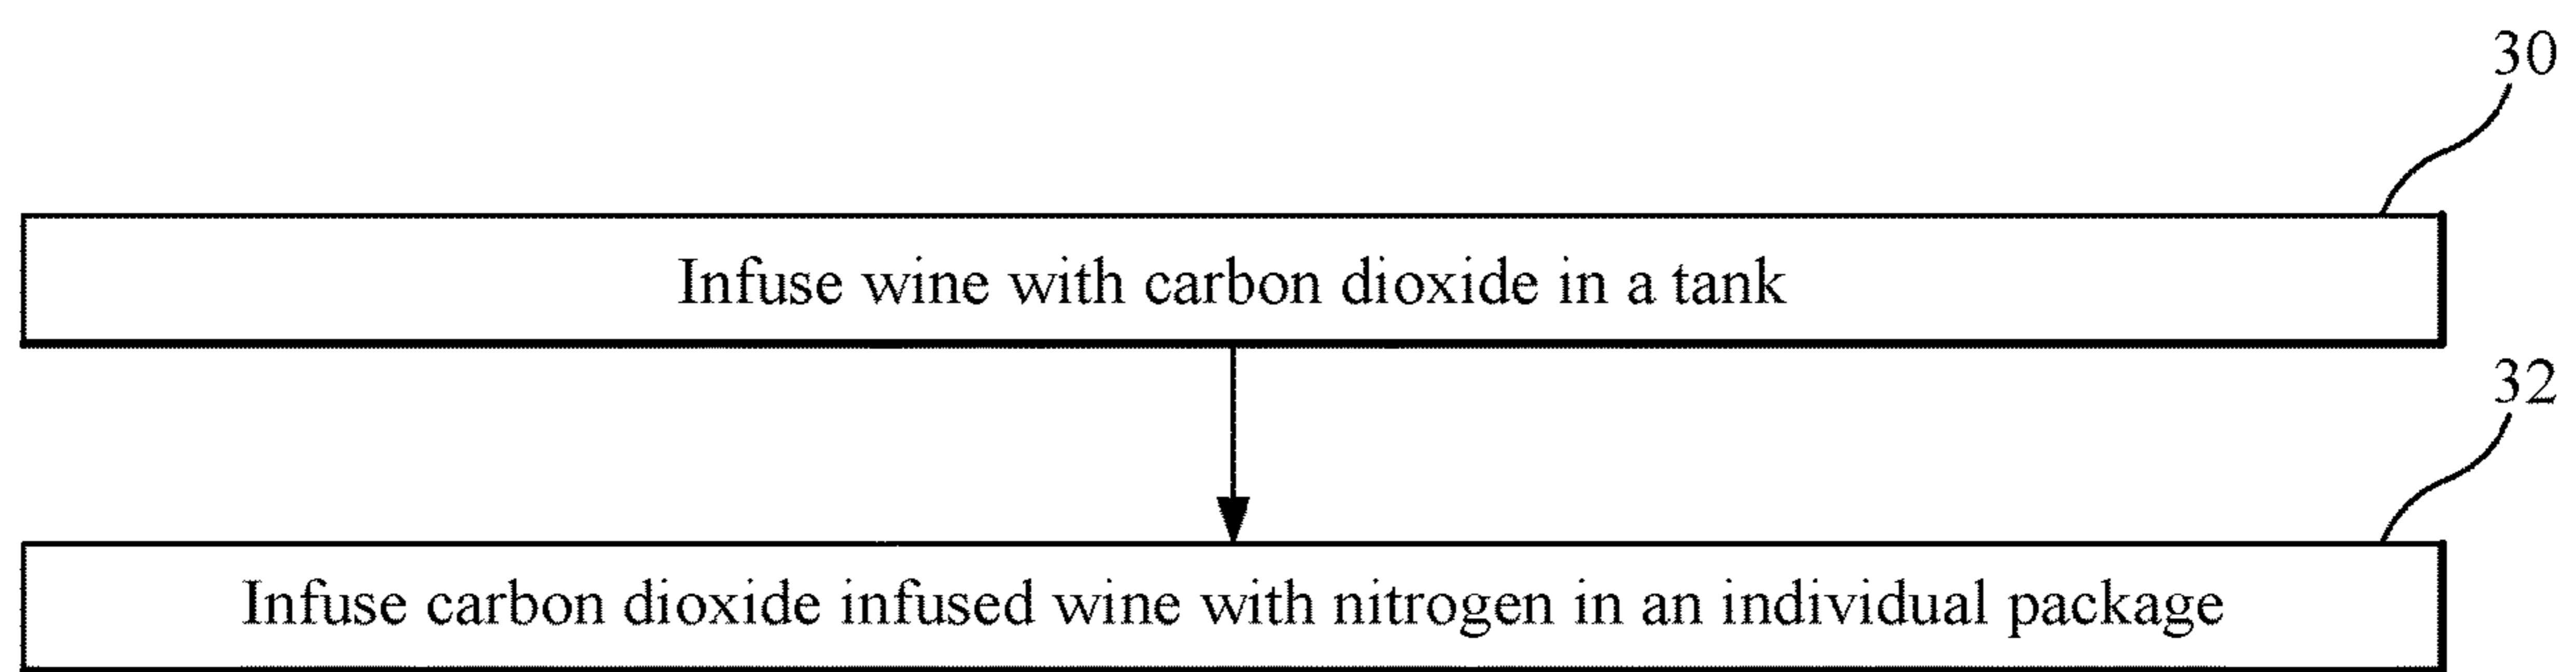 30
Infuse wine with carbon dioxide in a tank
32
Infuse carbon dioxide infused wine with nitrogen in an individual package